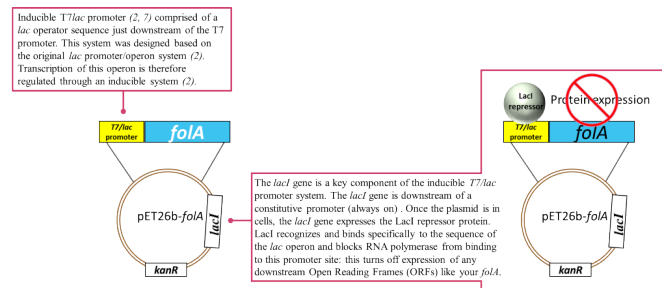 Inducible T7lac promoter (2, 7) comprised of a
lac operator sequence just downstream of the T7
promoter. This system was designed based on
the original lac promoter/operon system (2).
Transcription of this operon is therefore
regulated through an inducible system (2).
T7/lac
promoter
folA
pET26b-folA
lacI
kanR
The lacI gene is a key component of the inducible T7/lac
promoter system. The lacI gene is downstream of a
constitutive promoter (always on) . Once the plasmid is in
cells, the lacI gene expresses the LacI repressor protein.
LacI recognizes and binds specifically to the sequence of
the lac operon and blocks RNA polymerase from binding
to this promoter site: this turns off expression of any
downstream Open Reading Frames (ORFs) like your folA.
LacI
repressor
Protein expression
T7/lac
promoter
folA
pET26b-folA
lacI
kanR